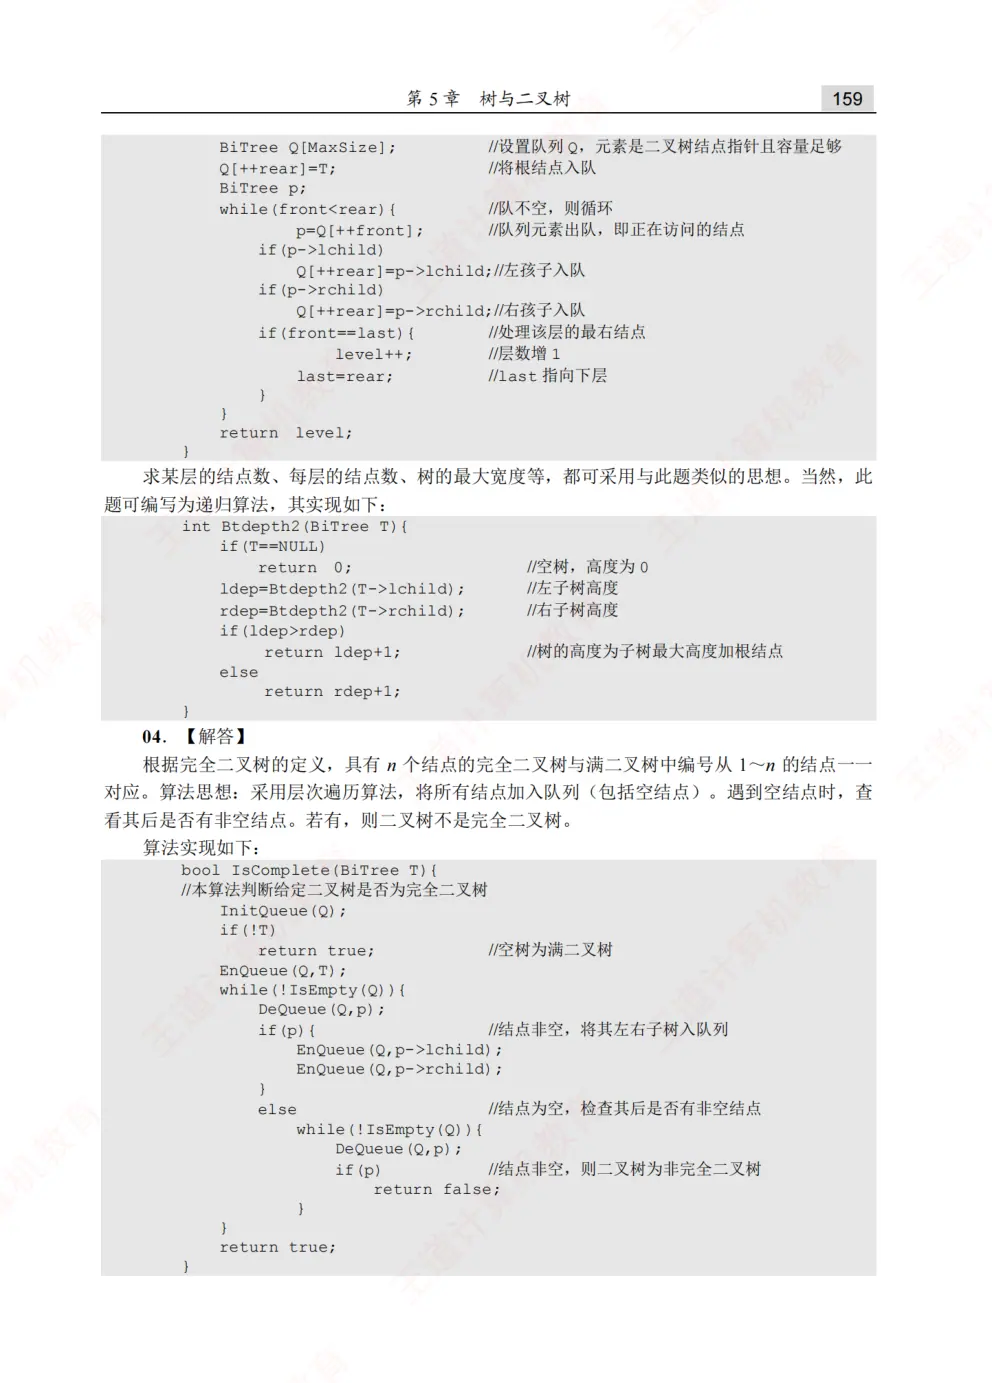 第 5 章 树与二叉树 159
BiTree Q[MaxSize]; //设置队列 Q，元素是二叉树结点指针且容量足够
Q[++rear]=T; //将根结点入队
BiTree p;
while(front<rear){ //队不空，则循环
p=Q[++front]; //队列元素出队，即正在访问的结点
if(p->lchild)
Q[++rear]=p->lchild;//左孩子入队
if(p->rchild)
Q[++rear]=p->rchild;//右孩子入队
if(front==last){ //处理该层的最右结点
level++; //层数增 1
last=rear; //last 指向下层
}
}
return level;
}
求某层的结点数、每层的结点数、树的最大宽度等，都可采用与此题类似的思想。当然，此
题可编写为递归算法，其实现如下：
int Btdepth2(BiTree T){
if(T==NULL)
return 0; //空树，高度为 0
ldep=Btdepth2(T->lchild); //左子树高度
rdep=Btdepth2(T->rchild); //右子树高度
if(ldep>rdep)
return ldep+1; //树的高度为子树最大高度加根结点
else
return rdep+1;
}
04. 【解答】
根据完全二叉树的定义，具有 n 个结点的完全二叉树与满二叉树中编号从 1～n 的结点一一
对应。算法思想：采用层次遍历算法，将所有结点加入队列（包括空结点）。遇到空结点时，查
看其后是否有非空结点。若有，则二叉树不是完全二叉树。
算法实现如下：
bool IsComplete(BiTree T){
//本算法判断给定二叉树是否为完全二叉树
InitQueue(Q);
if(!T)
return true; //空树为满二叉树
EnQueue(Q,T);
while(!IsEmpty(Q)){
DeQueue(Q,p);
if(p){ //结点非空，将其左右子树入队列
EnQueue(Q,p->lchild);
EnQueue(Q,p->rchild);
}
else //结点为空，检查其后是否有非空结点
while(!IsEmpty(Q)){
DeQueue(Q,p);
if(p) //结点非空，则二叉树为非完全二叉树
return false;
}
}
return true;
}